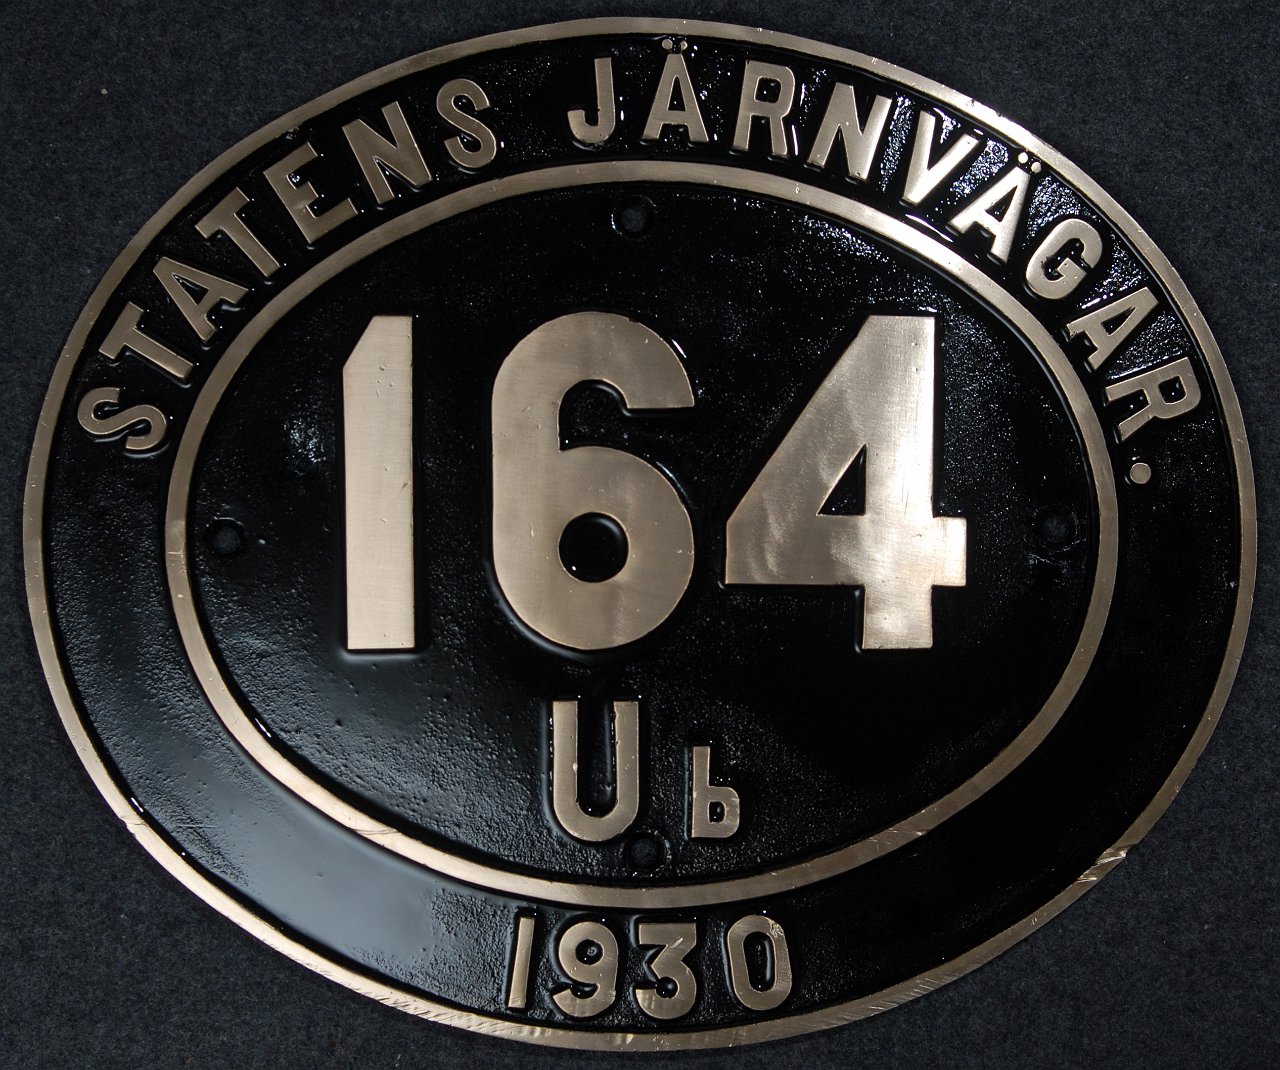 STATENS JÄRNVÄGAR.
164
Ub
1930